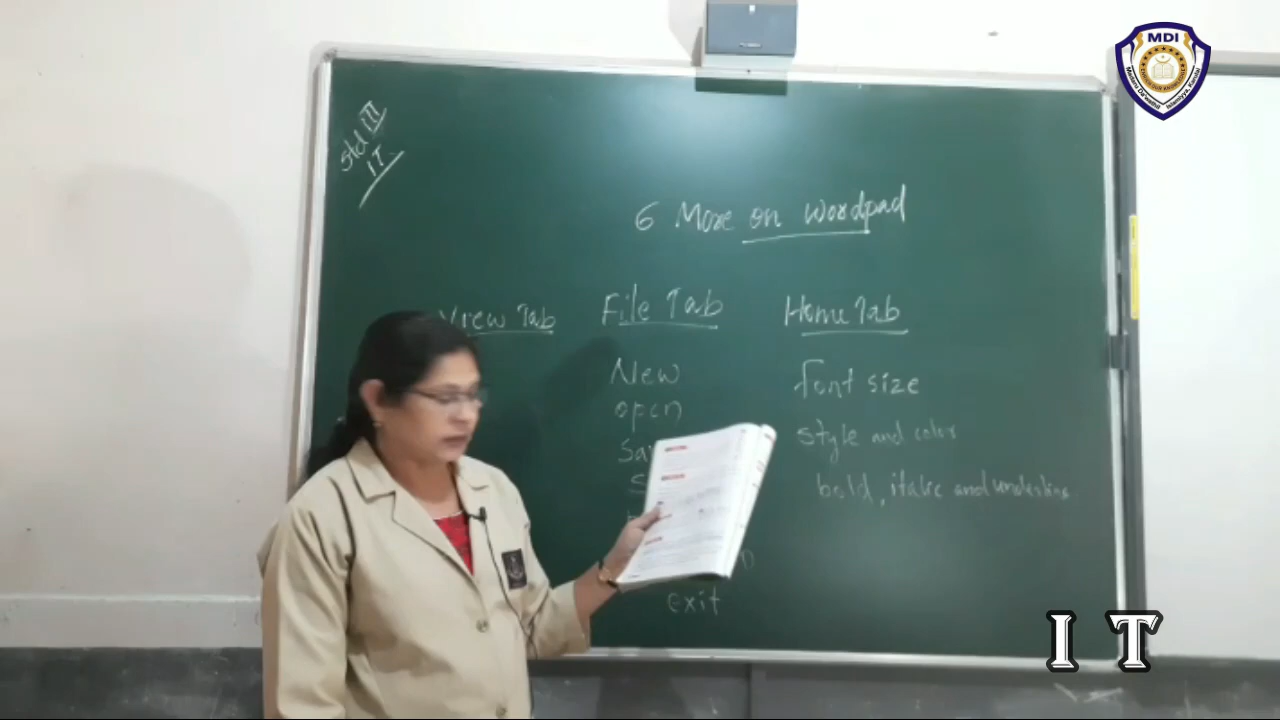 MDI
std III
IT
6 More on Wordpad
View Tab
File Tab
Home Tab
New
open
exit
font size
style and color
bold, italic and underline
I T